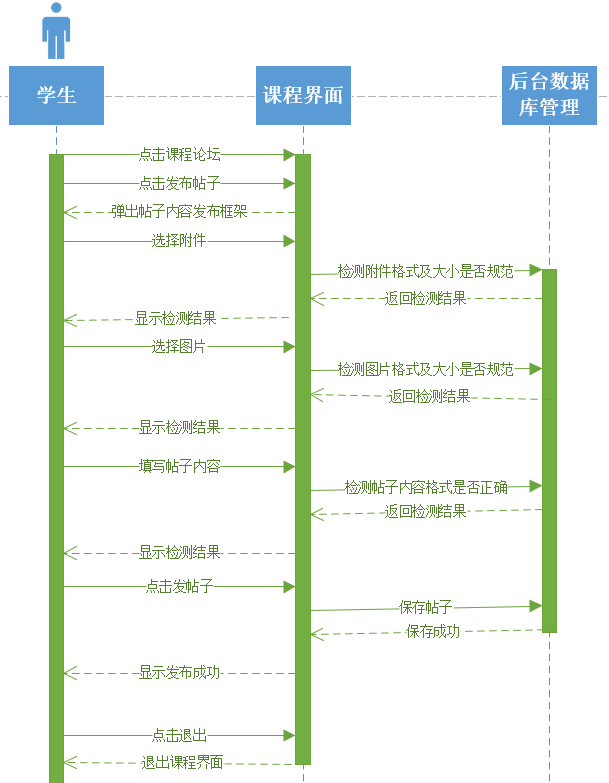 学生
课程界面
后台数据
库管理
点击课程论坛
点击发布帖子
弹出帖子内容发布框架
选择附件
检测附件格式及大小是否规范
返回检测结果
显示检测结果
选择图片
检测图片格式及大小是否规范
返回检测结果
显示检测结果
填写帖子内容
检测帖子内容格式是否正确
返回检测结果
显示检测结果
点击发帖子
保存帖子
保存成功
显示发布成功
点击退出
退出课程界面